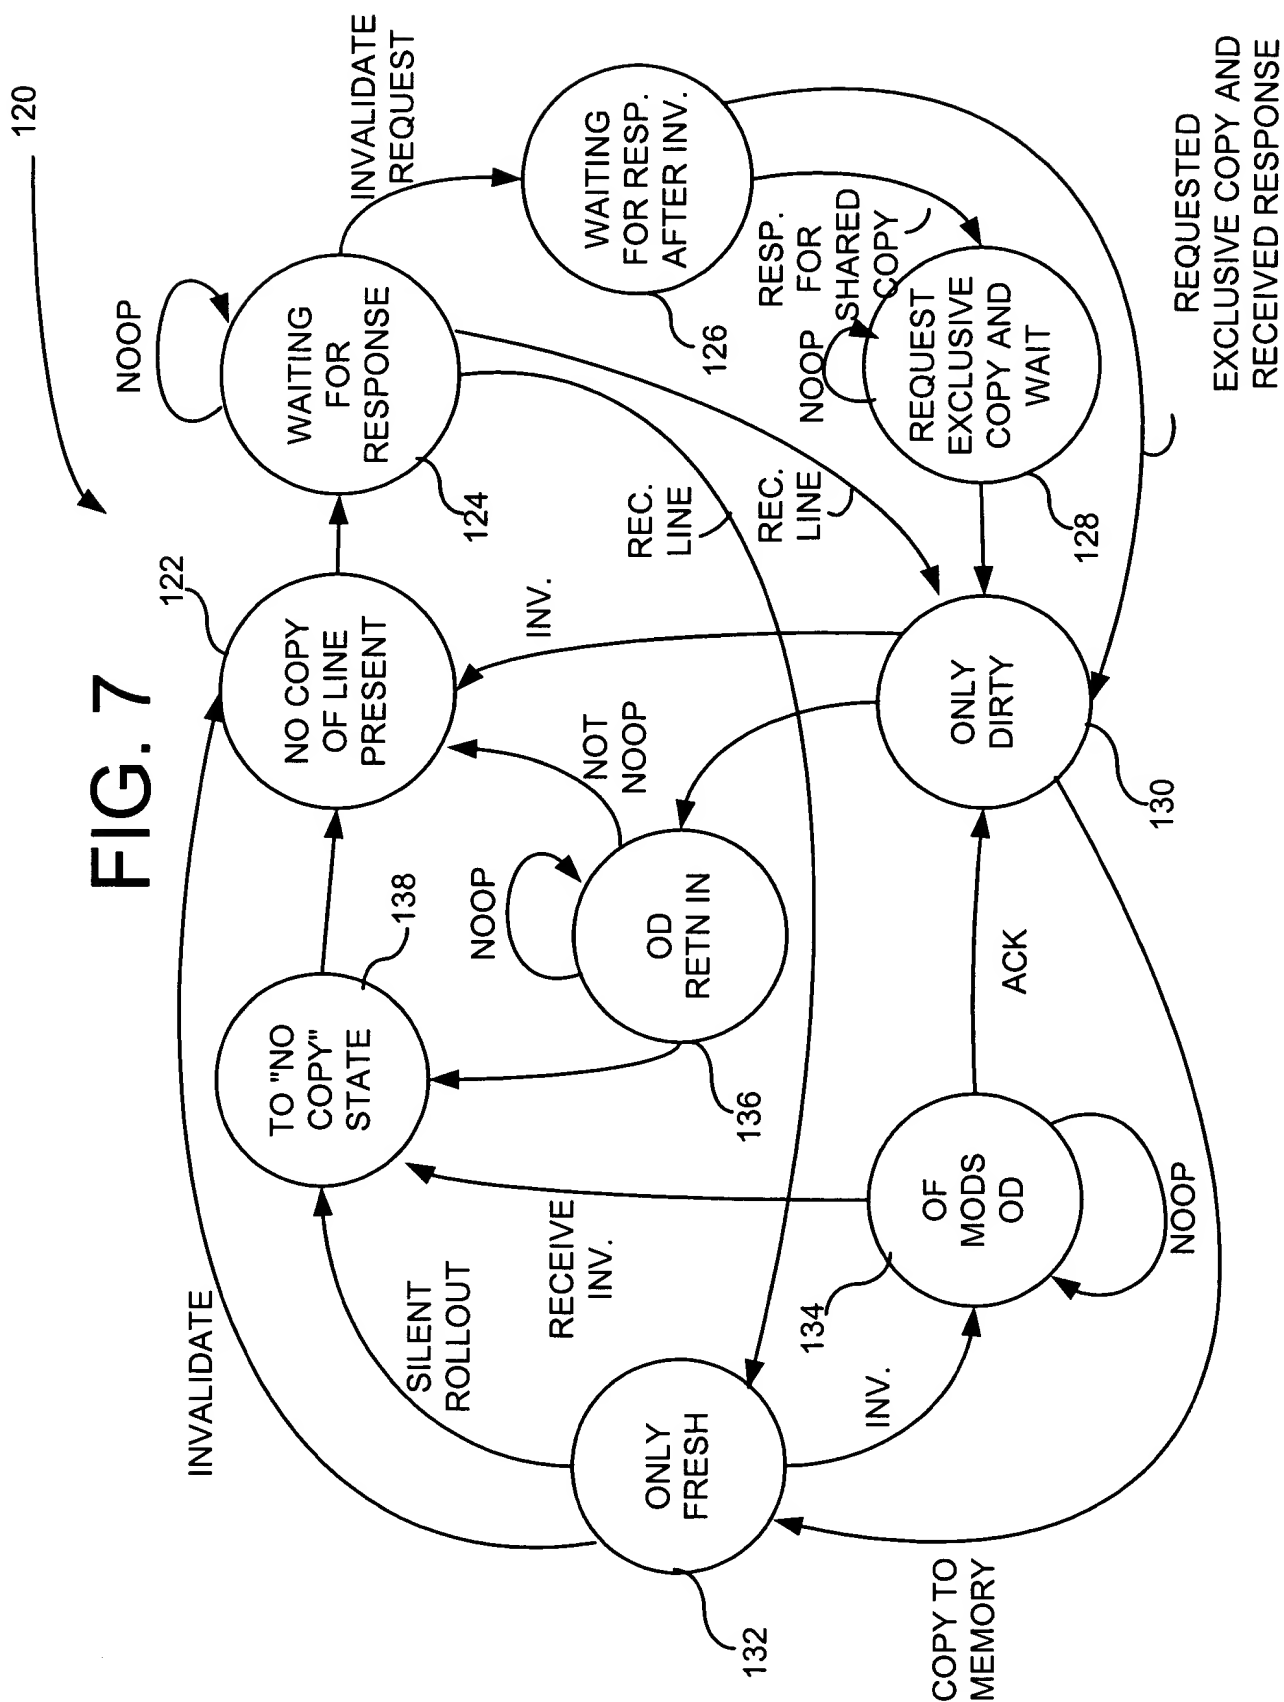 FIG. 7
120
INVALIDATE
122
NO COPY
OF LINE
PRESENT
NOOP
WAITING
FOR
RESPONSE
124
INVALIDATE
REQUEST
WAITING
FOR RESP.
AFTER INV.
126
RESP.
FOR
SHARED
COPY
NOOP
REQUEST
EXCLUSIVE
COPY AND
WAIT
128
REQUESTED
EXCLUSIVE COPY AND
RECEIVED RESPONSE
REC.
LINE
REC.
LINE
INV.
NOT
NOOP
TO "NO
COPY"
STATE
138
NOOP
OD
RETN IN
136
SILENT
ROLLOUT
RECEIVE
INV.
ONLY
DIRTY
130
ACK
OF
MODS
OD
134
NOOP
INV.
ONLY
FRESH
132
COPY TO
MEMORY